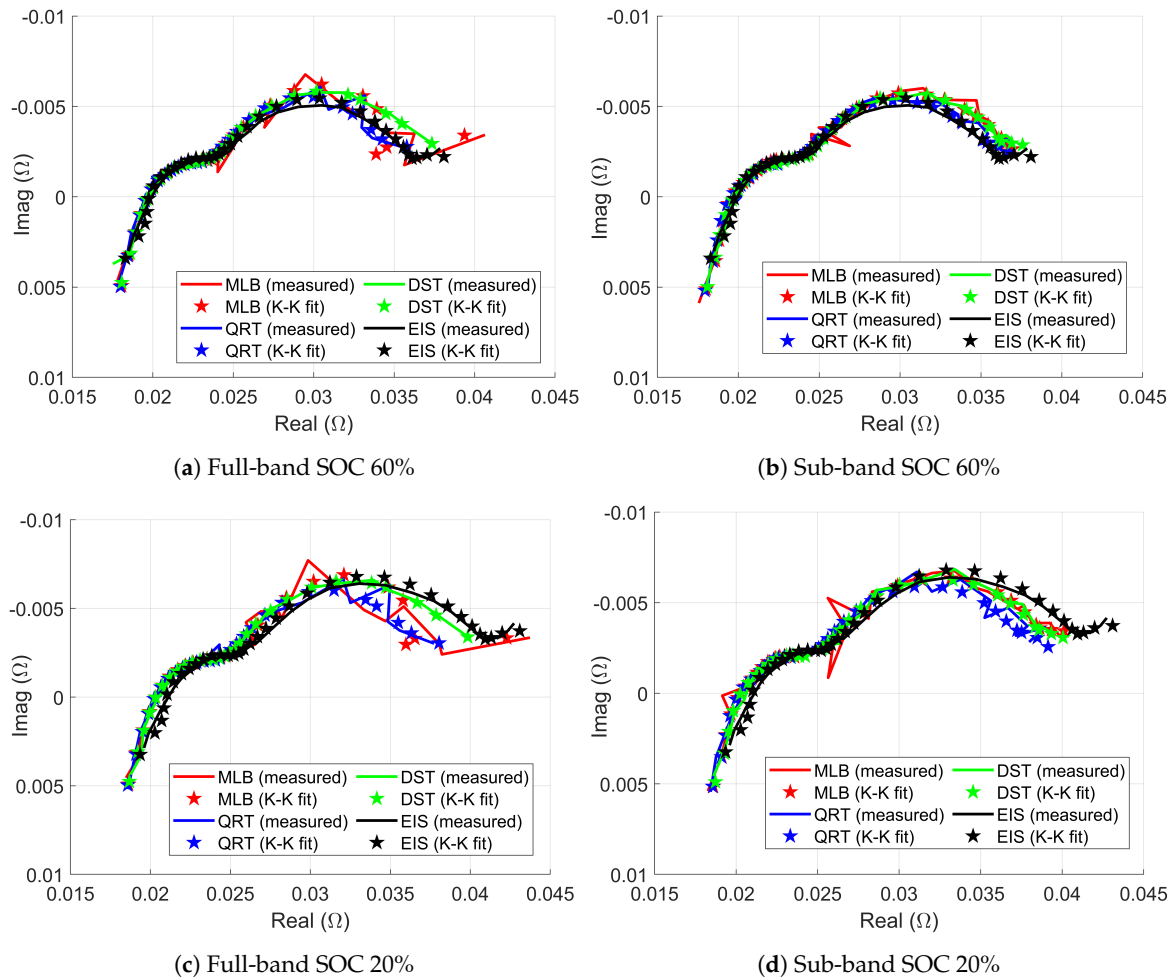 -0.01
-0.005
0
0.005
0.01
Imag (Ω)
0.015 0.02 0.025 0.03 0.035 0.04 0.045
Real (Ω)
MLB (measured) DST (measured)
MLB (K-K fit) DST (K-K fit)
QRT (measured) EIS (measured)
QRT (K-K fit) EIS (K-K fit)
(a) Full-band SOC 60%
-0.01
-0.005
0
0.005
0.01
Imag (Ω)
0.015 0.02 0.025 0.03 0.035 0.04 0.045
Real (Ω)
MLB (measured) DST (measured)
MLB (K-K fit) DST (K-K fit)
QRT (measured) EIS (measured)
QRT (K-K fit) EIS (K-K fit)
(b) Sub-band SOC 60%
-0.01
-0.005
0
0.005
0.01
Imag (Ω)
0.015 0.02 0.025 0.03 0.035 0.04 0.045
Real (Ω)
MLB (measured) DST (measured)
MLB (K-K fit) DST (K-K fit)
QRT (measured) EIS (measured)
QRT (K-K fit) EIS (K-K fit)
(c) Full-band SOC 20%
-0.01
-0.005
0
0.005
0.01
Imag (Ω)
0.015 0.02 0.025 0.03 0.035 0.04 0.045
Real (Ω)
MLB (measured) DST (measured)
MLB (K-K fit) DST (K-K fit)
QRT (measured) EIS (measured)
QRT (K-K fit) EIS (K-K fit)
(d) Sub-band SOC 20%